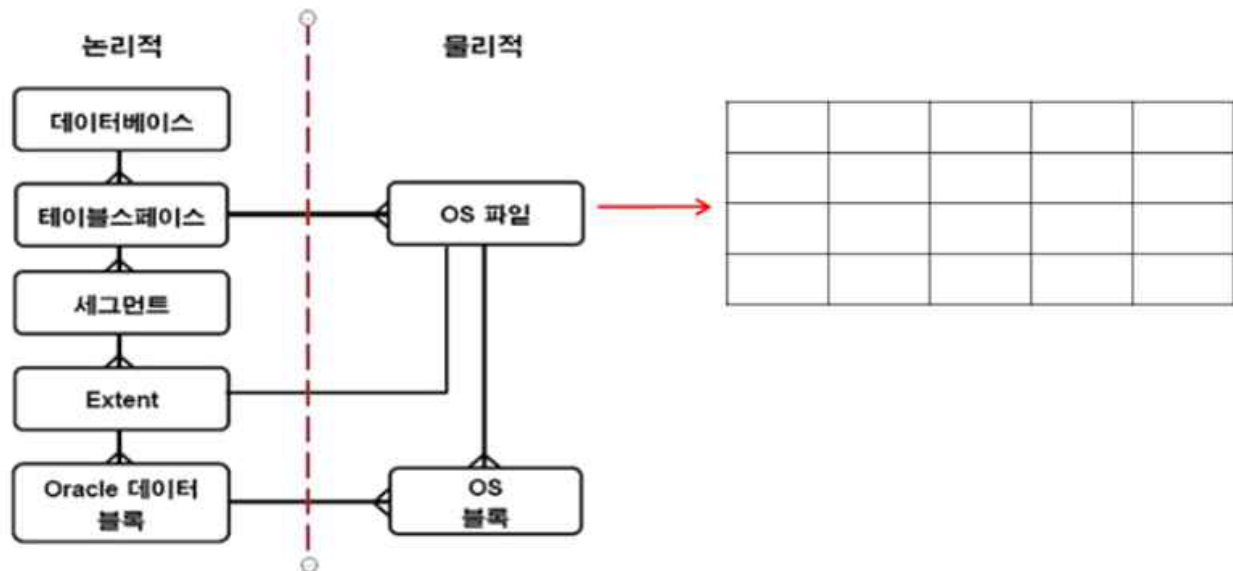 논리적
물리적
데이터베이스
테이블스페이스
OS 파일
세그먼트
Extent
Oracle 데이터
블록
OS
블록